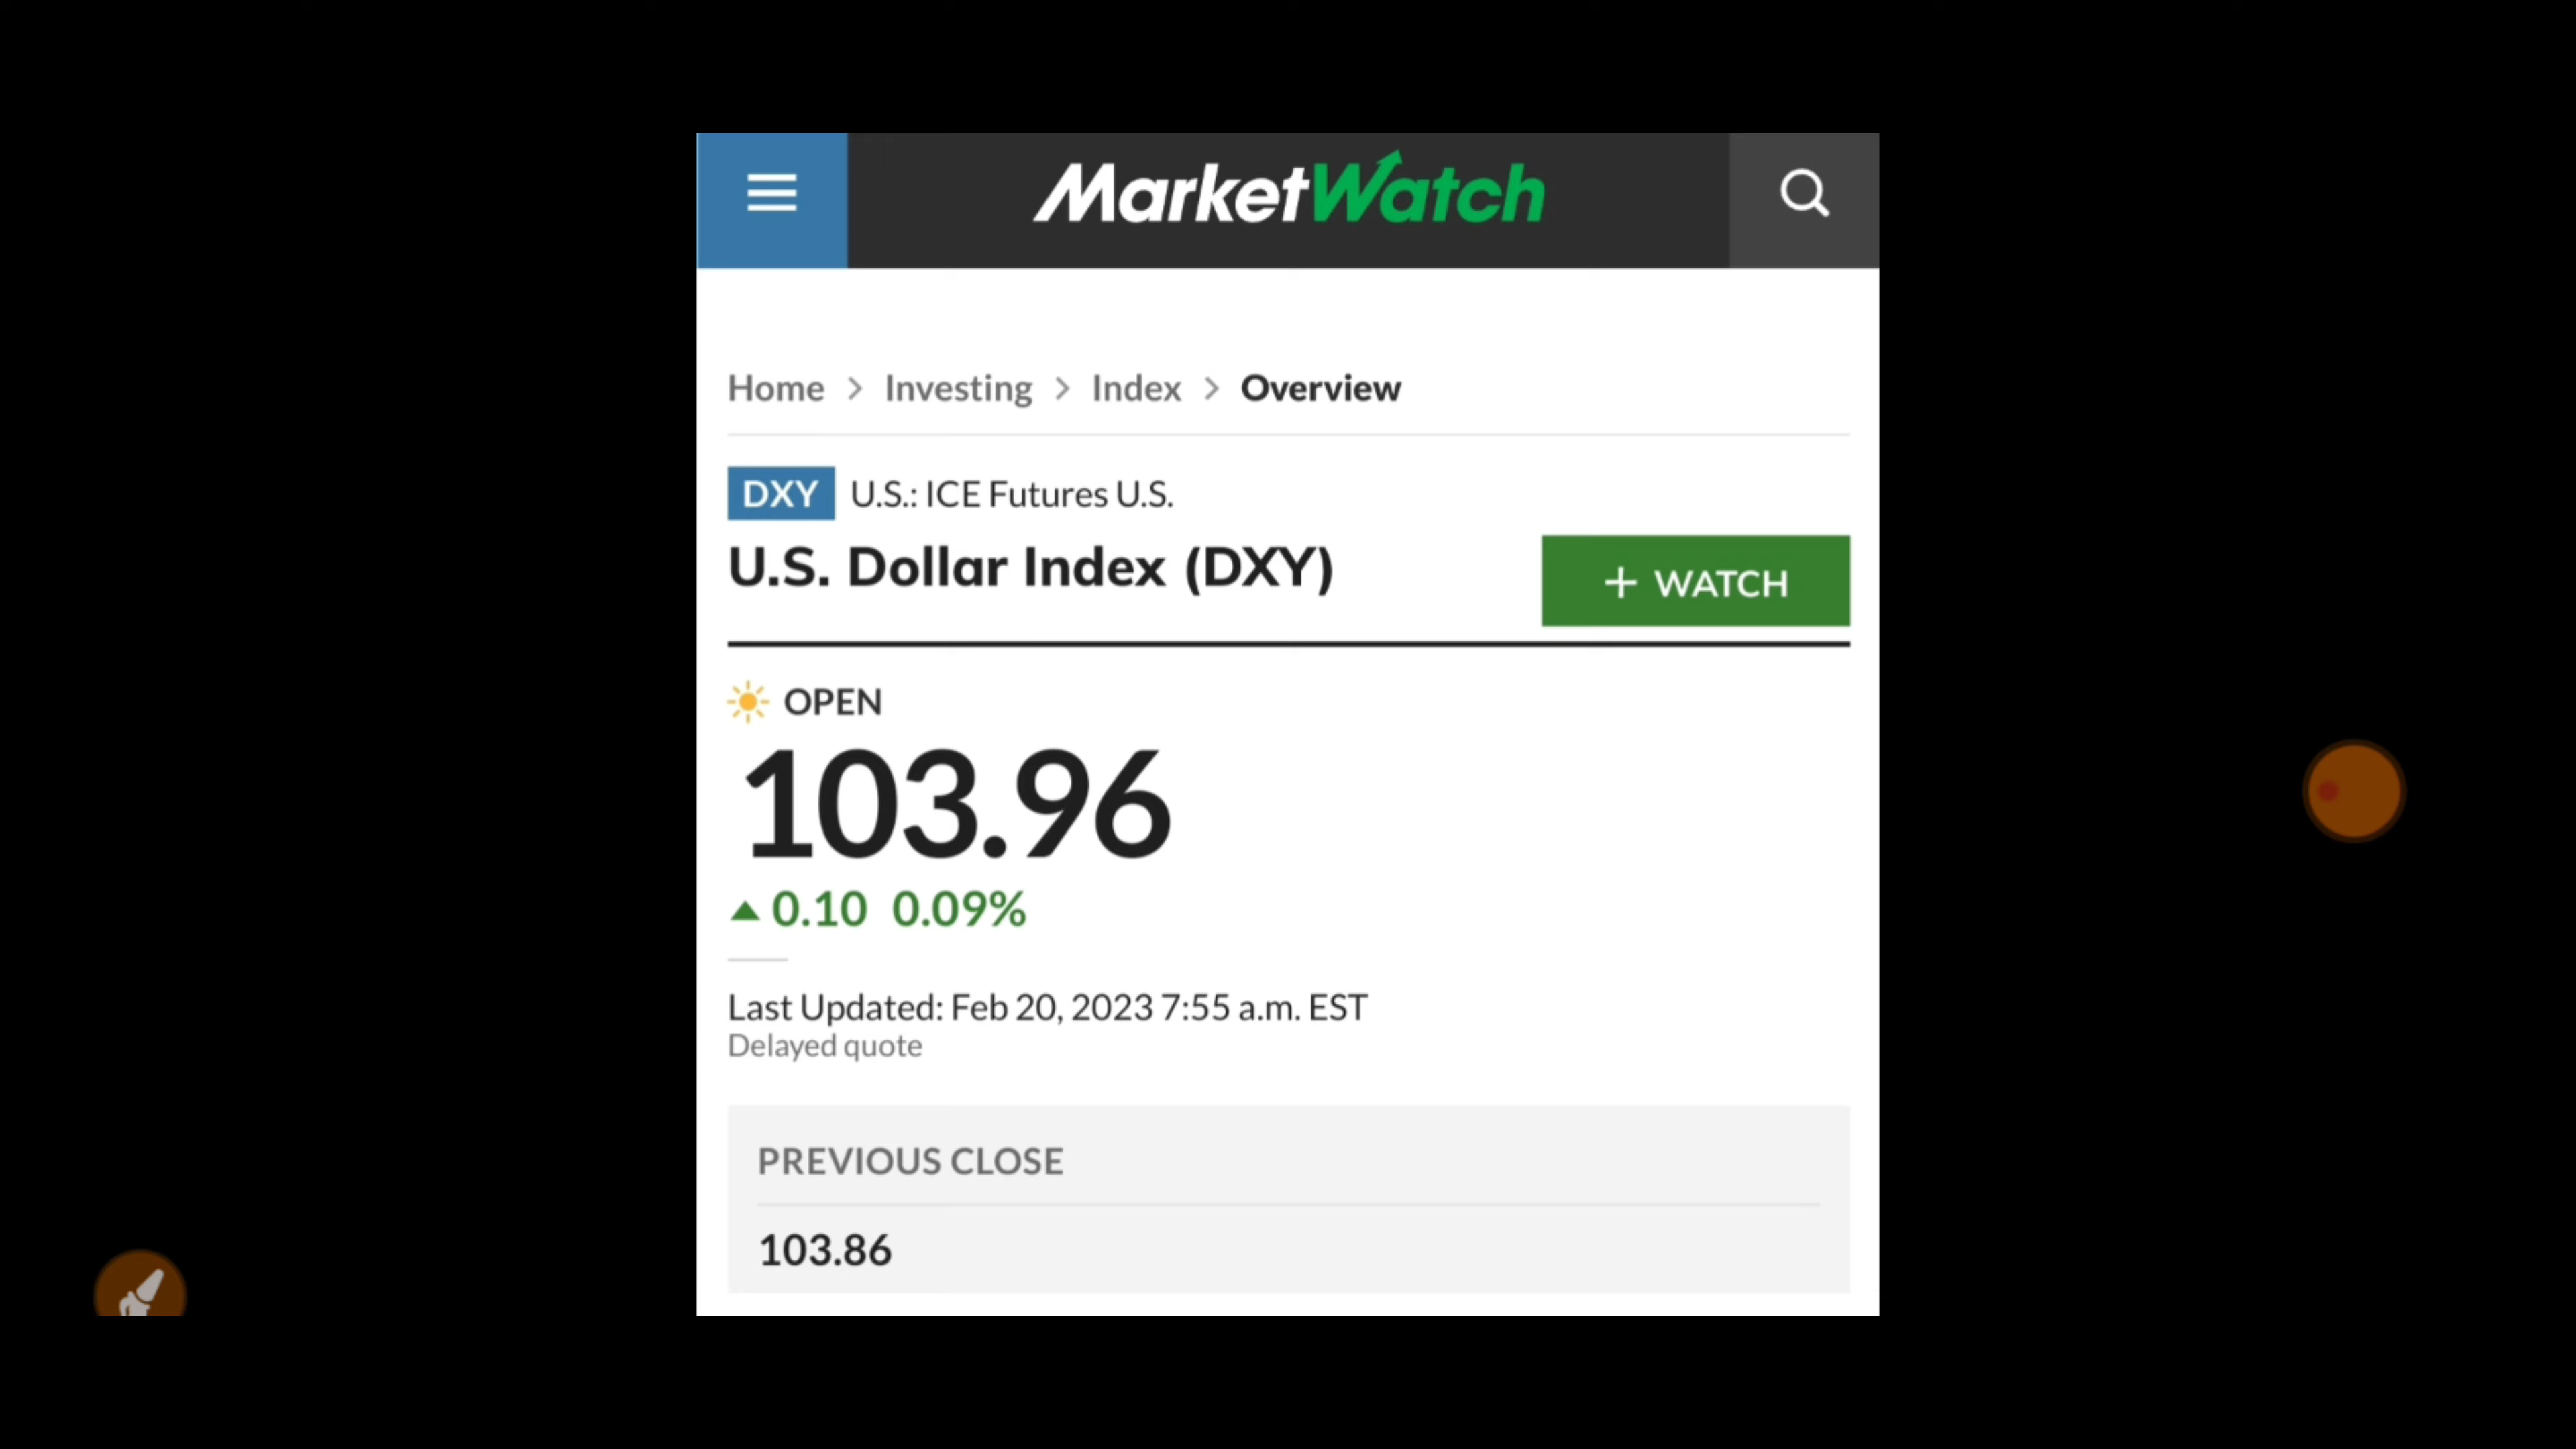 MarketWatch
Home > Investing > Index > Overview
DXY U.S.: ICE Futures U.S.
U.S. Dollar Index (DXY)
+ WATCH
OPEN
103.96
▲ 0.10 0.09%
Last Updated: Feb 20, 2023 7:55 a.m. EST
Delayed quote
PREVIOUS CLOSE
103.86